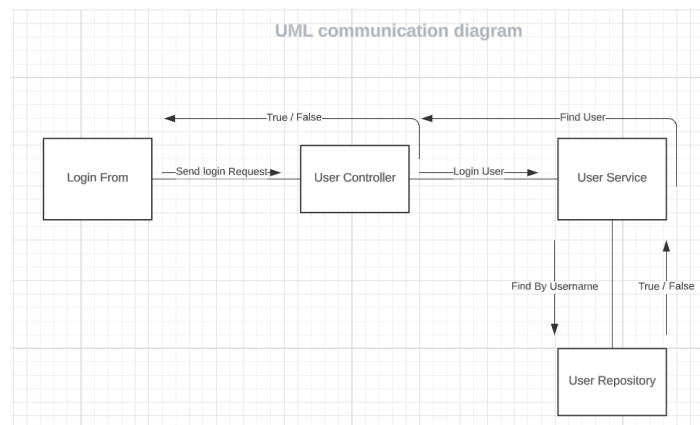 UML communication diagram
True / False
Find User
Login From
Send login Request
User Controller
Login User
User Service
Find By Username
True / False
User Repository